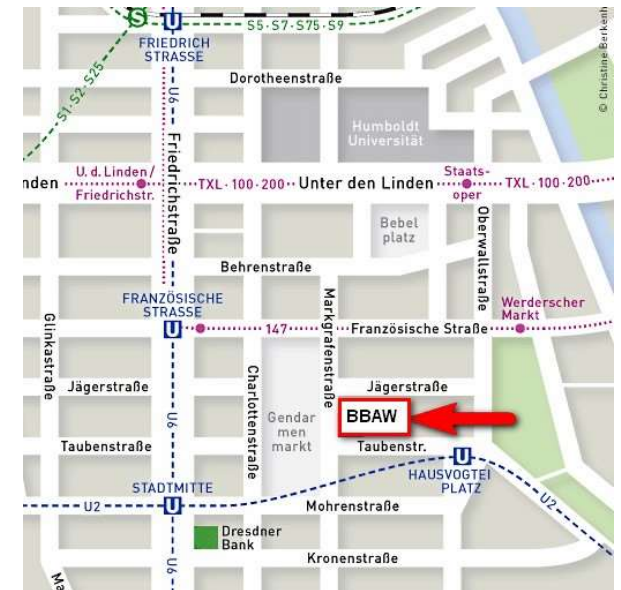 S
U
S5·S7·S75·S9
FRIEDRICH
STRASSE
© Christine Berkenh
S1·S2·S25
U6
Dorotheenstraße
Humboldt
Universität
Friedrichstraße
U. d. Linden /
Friedrichstr.
nden
TXL·100·200
Unter den Linden
Staats-
oper
TXL·100·200
Bebel
platz
Oberwallstraße
Behrenstraße
FRANZÖSISCHE
STRASSE
U
Markgrafenstraße
Werderscher
Markt
Glinkastraße
147
Französische Straße
Charlottenstraße
Jägerstraße
Jägerstraße
Gendar
men
markt
BBAW
U6
Taubenstraße
Taubenstr.
U
HAUSVOGTEI
PLATZ
STADTMITTE
U2
U
Mohrenstraße
U2
Dresdner
Bank
Kronenstraße
U6
Ma